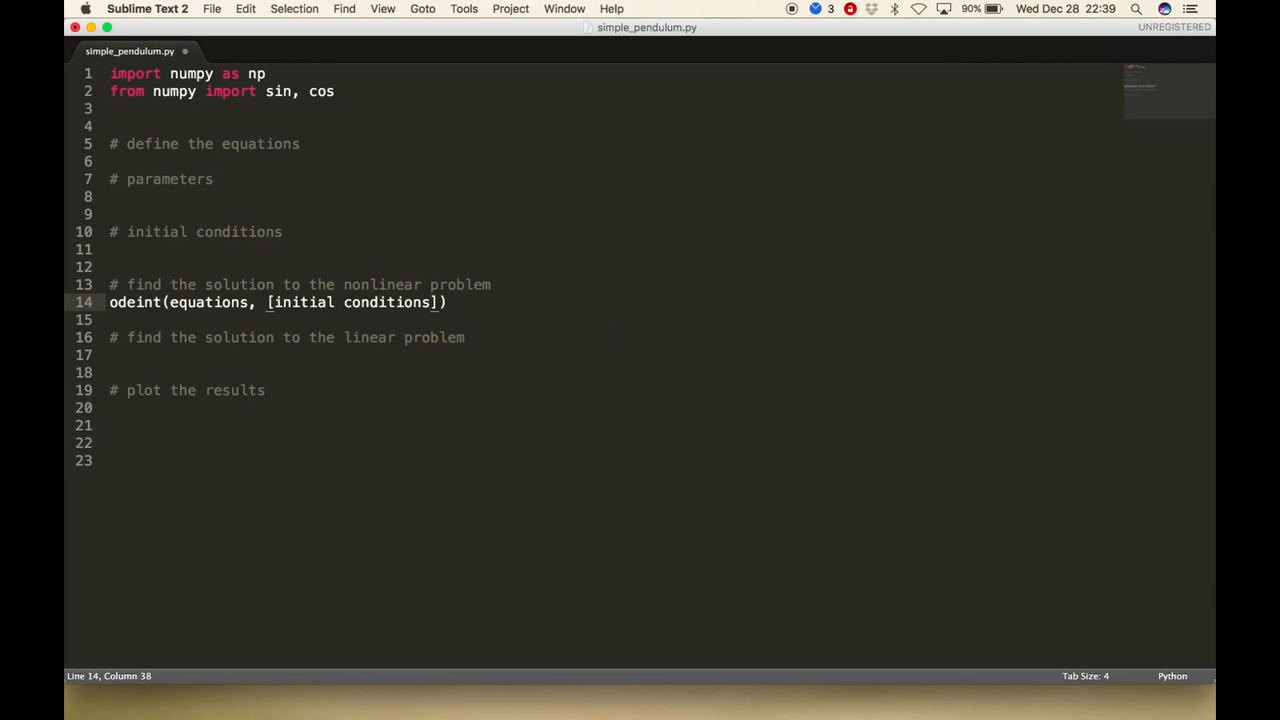 Sublime Text 2 File Edit Selection Find View Goto Tools Project Window Help 3 90% Wed Dec 28 22:39
simple_pendulum.py UNREGISTERED
simple_pendulum.py
1 import numpy as np
2 from numpy import sin, cos
3
4
5 # define the equations
6
7 # parameters
8
9
10 # initial conditions
11
12
13 # find the solution to the nonlinear problem
14 odeint(equations, [initial conditions])
15
16 # find the solution to the linear problem
17
18
19 # plot the results
20
21
22
23
Line 14, Column 38 Tab Size: 4 Python